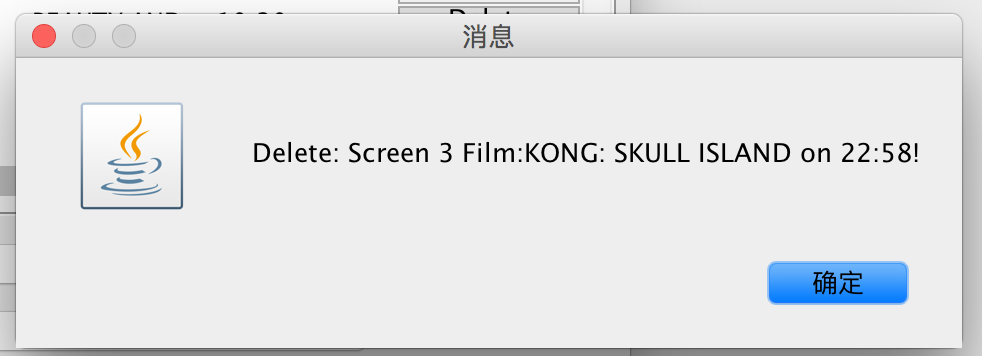 消息
Delete: Screen 3 Film:KONG: SKULL ISLAND on 22:58!
确定